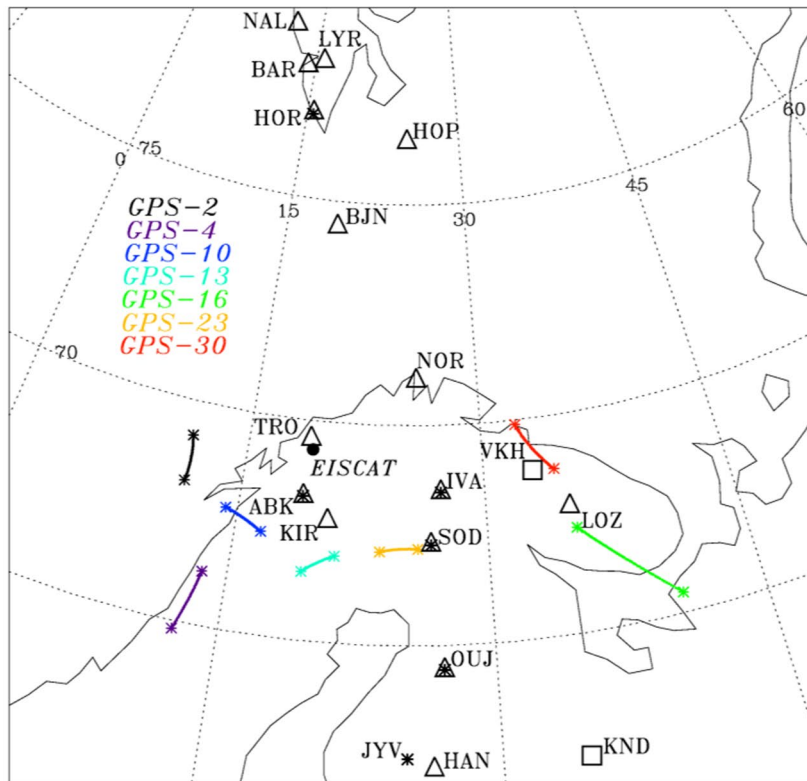 NAL
LYR
BAR
HOR
HOP
60
75
0
45
GPS-2
15
BJN
30
GPS-4
GPS-10
GPS-13
GPS-16
GPS-23
GPS-30
70
NOR
TRO
VKH
EISCAT
ABK
IVA
LOZ
KIR
SOD
OUJ
JYV
HAN
KND